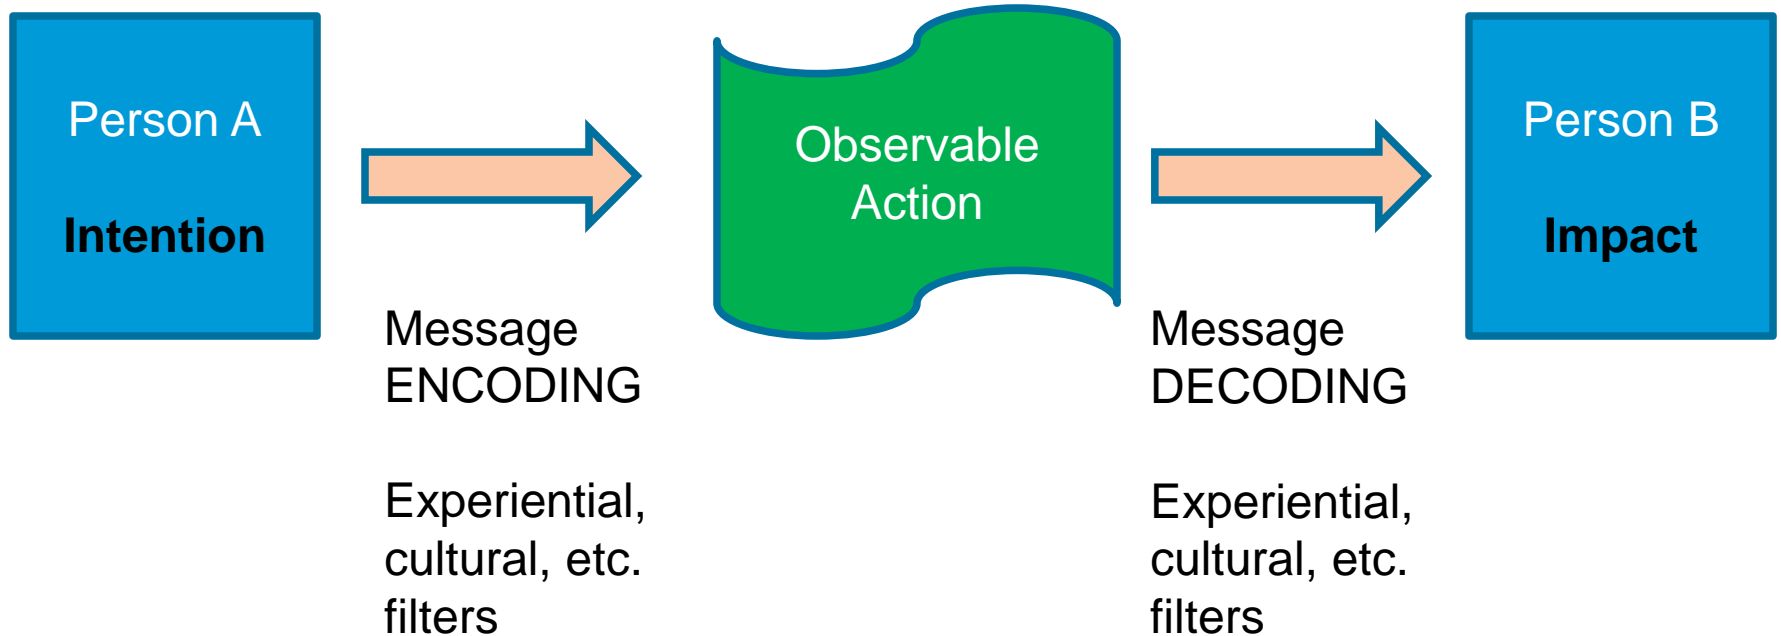 Person A
Intention
Message
ENCODING
Experiential,
cultural, etc.
filters
Observable
Action
Message
DECODING
Experiential,
cultural, etc.
filters
Person B
Impact